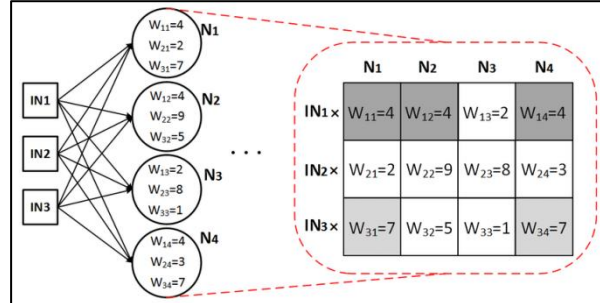 IN1
IN2
IN3
W11=4
W21=2
W31=7
N1
W12=4
W22=9
W32=5
N2
W13=2
W23=8
W33=1
N3
W14=4
W24=3
W34=7
N4
. . .
N1 N2 N3 N4
IN1× W11=4 W12=4 W13=2 W14=4
IN2× W21=2 W22=9 W23=8 W24=3
IN3× W31=7 W32=5 W33=1 W34=7